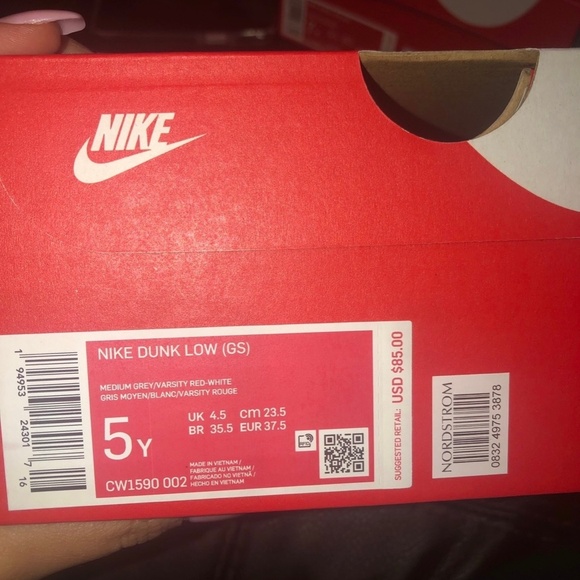 NIKE
1 94953 24301 7 16
NIKE DUNK LOW (GS)
MEDIUM GREY/VARSITY RED-WHITE
GRIS MOYEN/BLANC/VARSITY ROUGE
5 Y
UK 4.5 cm 23.5
BR 35.5 EUR 37.5
MADE IN VIETNAM /
FABRIQUE AU VIETNAM /
FABRICADO NO VIETNÃ /
HECHO EN VIETNAM
CW1590 002
SUGGESTED RETAIL: USD $85.00
NORDSTROM
0832 4975 3878